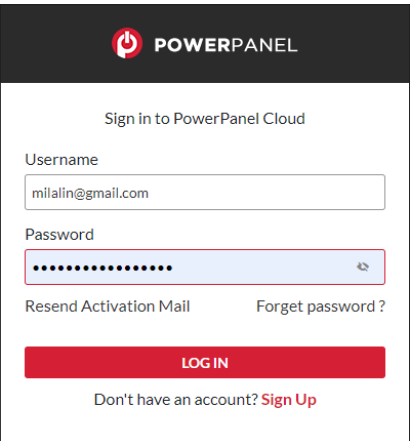 POWERPANEL
Sign in to PowerPanel Cloud
Username
milalin@gmail.com
Password
•••••••••••••••••
Resend Activation Mail Forget password ?
LOG IN
Don't have an account? Sign Up